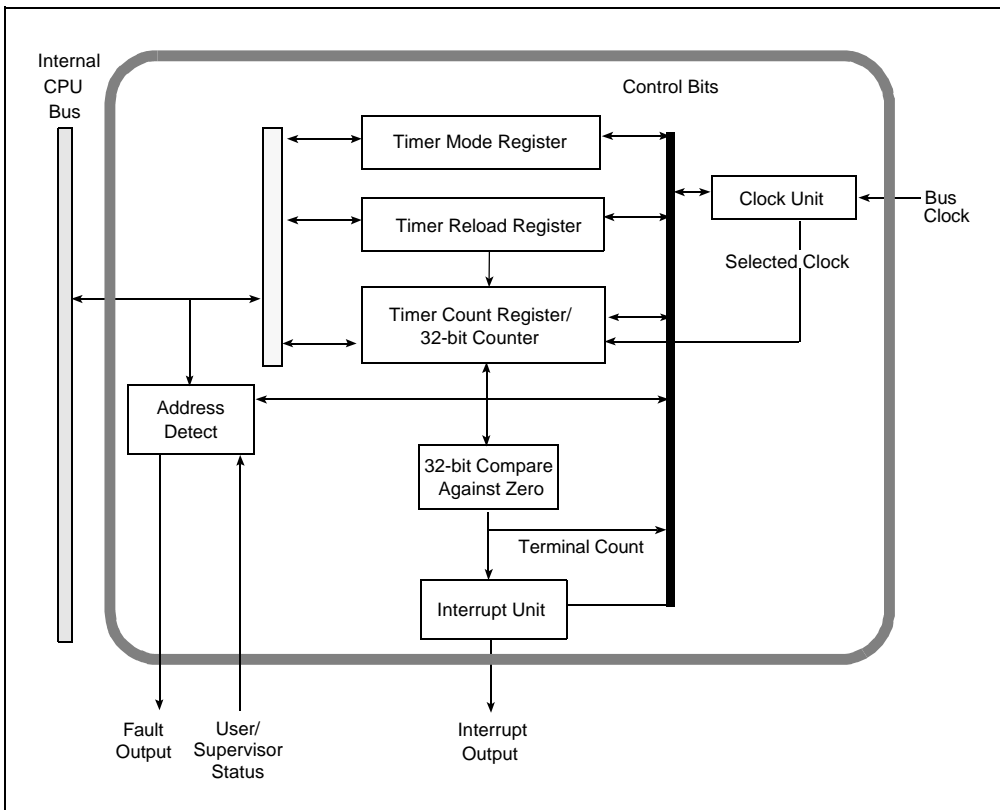 Internal
CPU
Bus
Control Bits
Timer Mode Register
Clock Unit
Bus
Clock
Timer Reload Register
Selected Clock
Timer Count Register/
32-bit Counter
Address
Detect
32-bit Compare
Against Zero
Terminal Count
Interrupt Unit
Fault
Output
User/
Supervisor
Status
Interrupt
Output